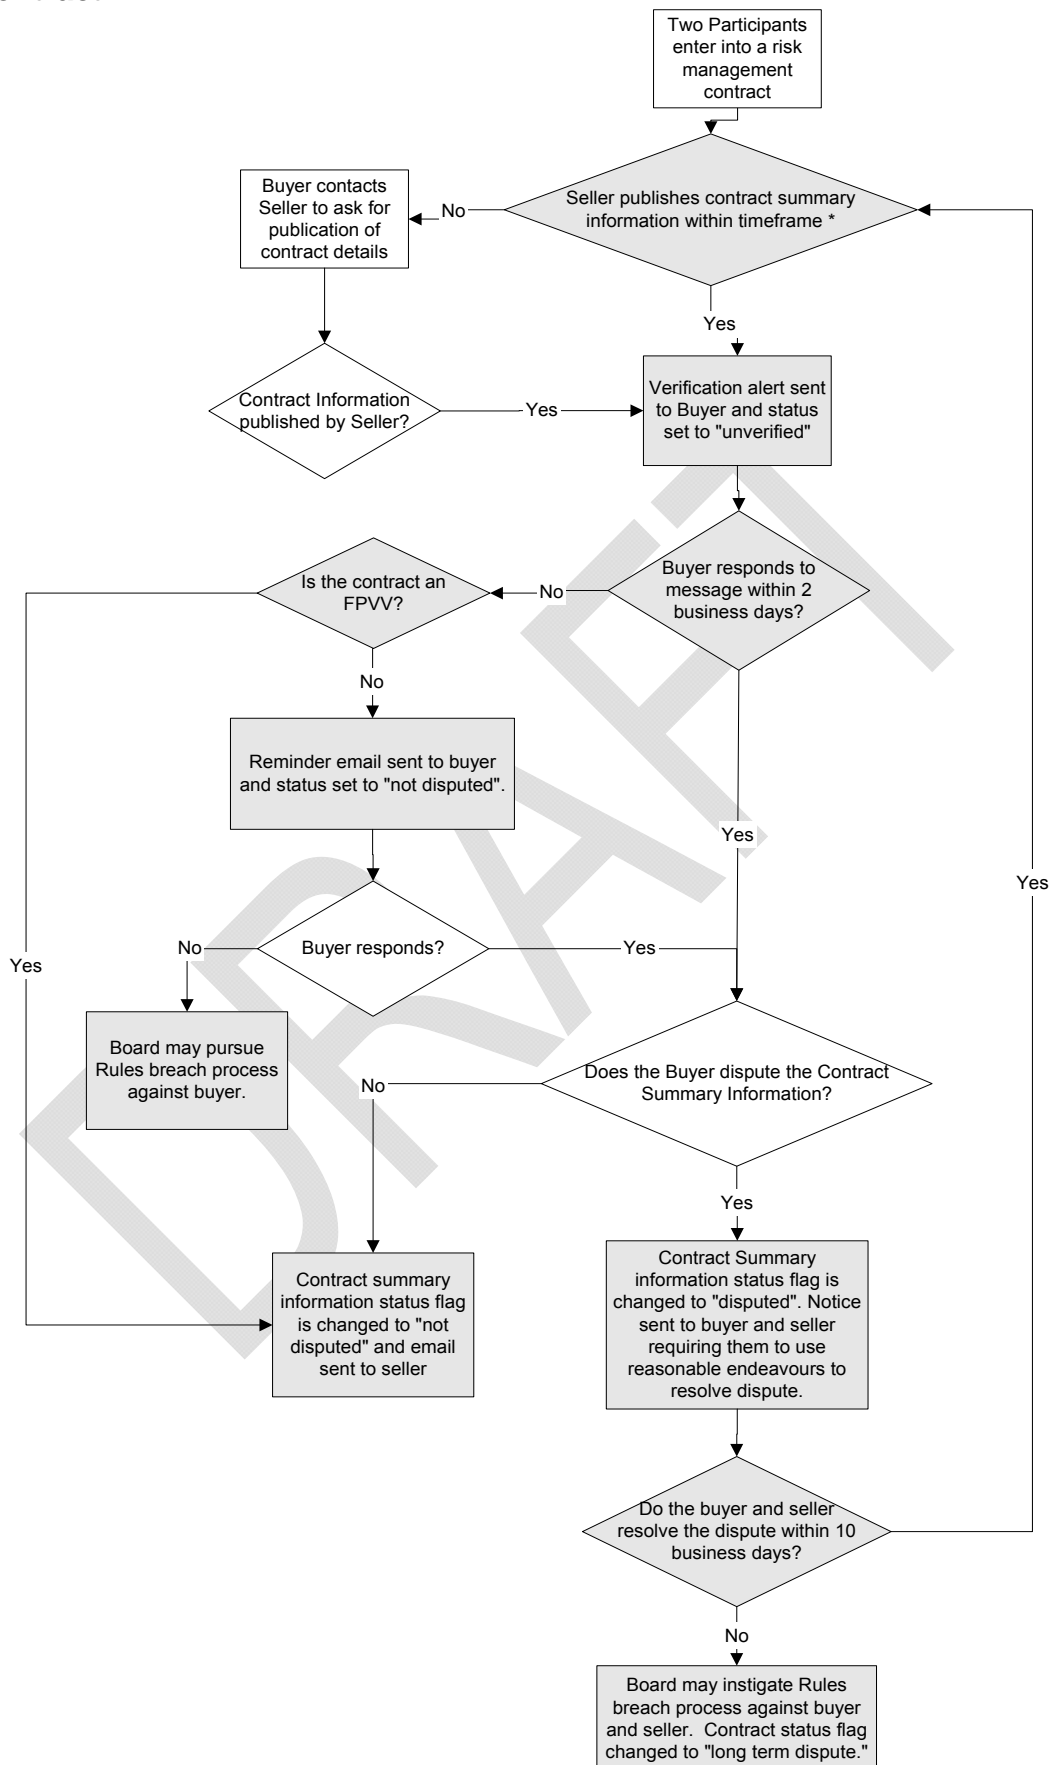 Two Participants
enter into a risk
management
contract
Seller publishes contract summary
information within timeframe *
No
Buyer contacts
Seller to ask for
publication of
contract details
Yes
Contract Information
published by Seller?
Yes
Verification alert sent
to Buyer and status
set to "unverified"
Buyer responds to
message within 2
business days?
No
Is the contract an
FPVV?
No
Reminder email sent to buyer
and status set to "not disputed".
Yes
Yes
Buyer responds?
No
Yes
Yes
Board may pursue
Rules breach process
against buyer.
Does the Buyer dispute the Contract
Summary Information?
No
Yes
Contract summary
information status flag
is changed to "not
disputed" and email
sent to seller
Contract Summary
information status flag is
changed to "disputed". Notice
sent to buyer and seller
requiring them to use
reasonable endeavours to
resolve dispute.
Do the buyer and seller
resolve the dispute within 10
business days?
No
Board may instigate Rules
breach process against buyer
and seller. Contract status flag
changed to "long term dispute."
DRAFT